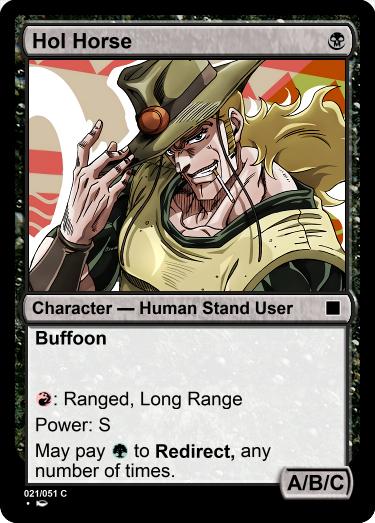 Hol Horse
Character — Human Stand User
Buffoon
: Ranged, Long Range
Power: S
May pay to Redirect, any
number of times.
A/B/C
021/051 C